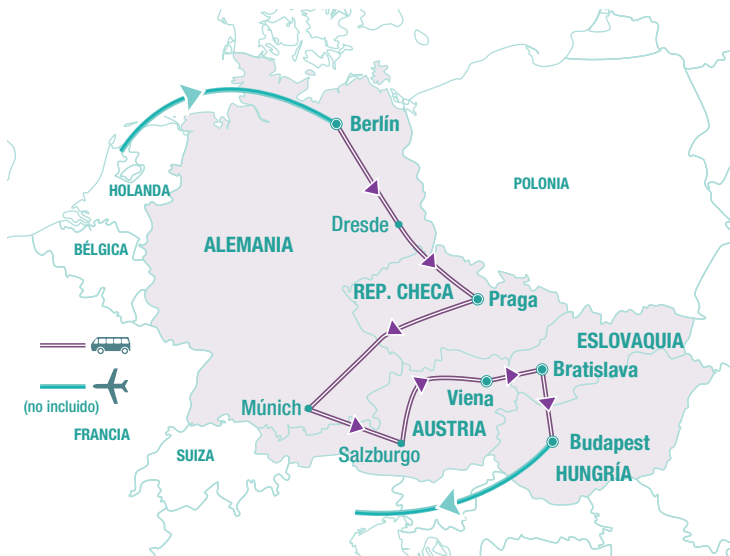 Berlín
HOLANDA
POLONIA
Dresde
BÉLGICA
ALEMANIA
REP. CHECA
Praga
ESLOVAQUIA
Bratislava
Viena
(no incluido)
Múnich
AUSTRIA
FRANCIA
SUIZA
Salzburgo
Budapest
HUNGRÍA